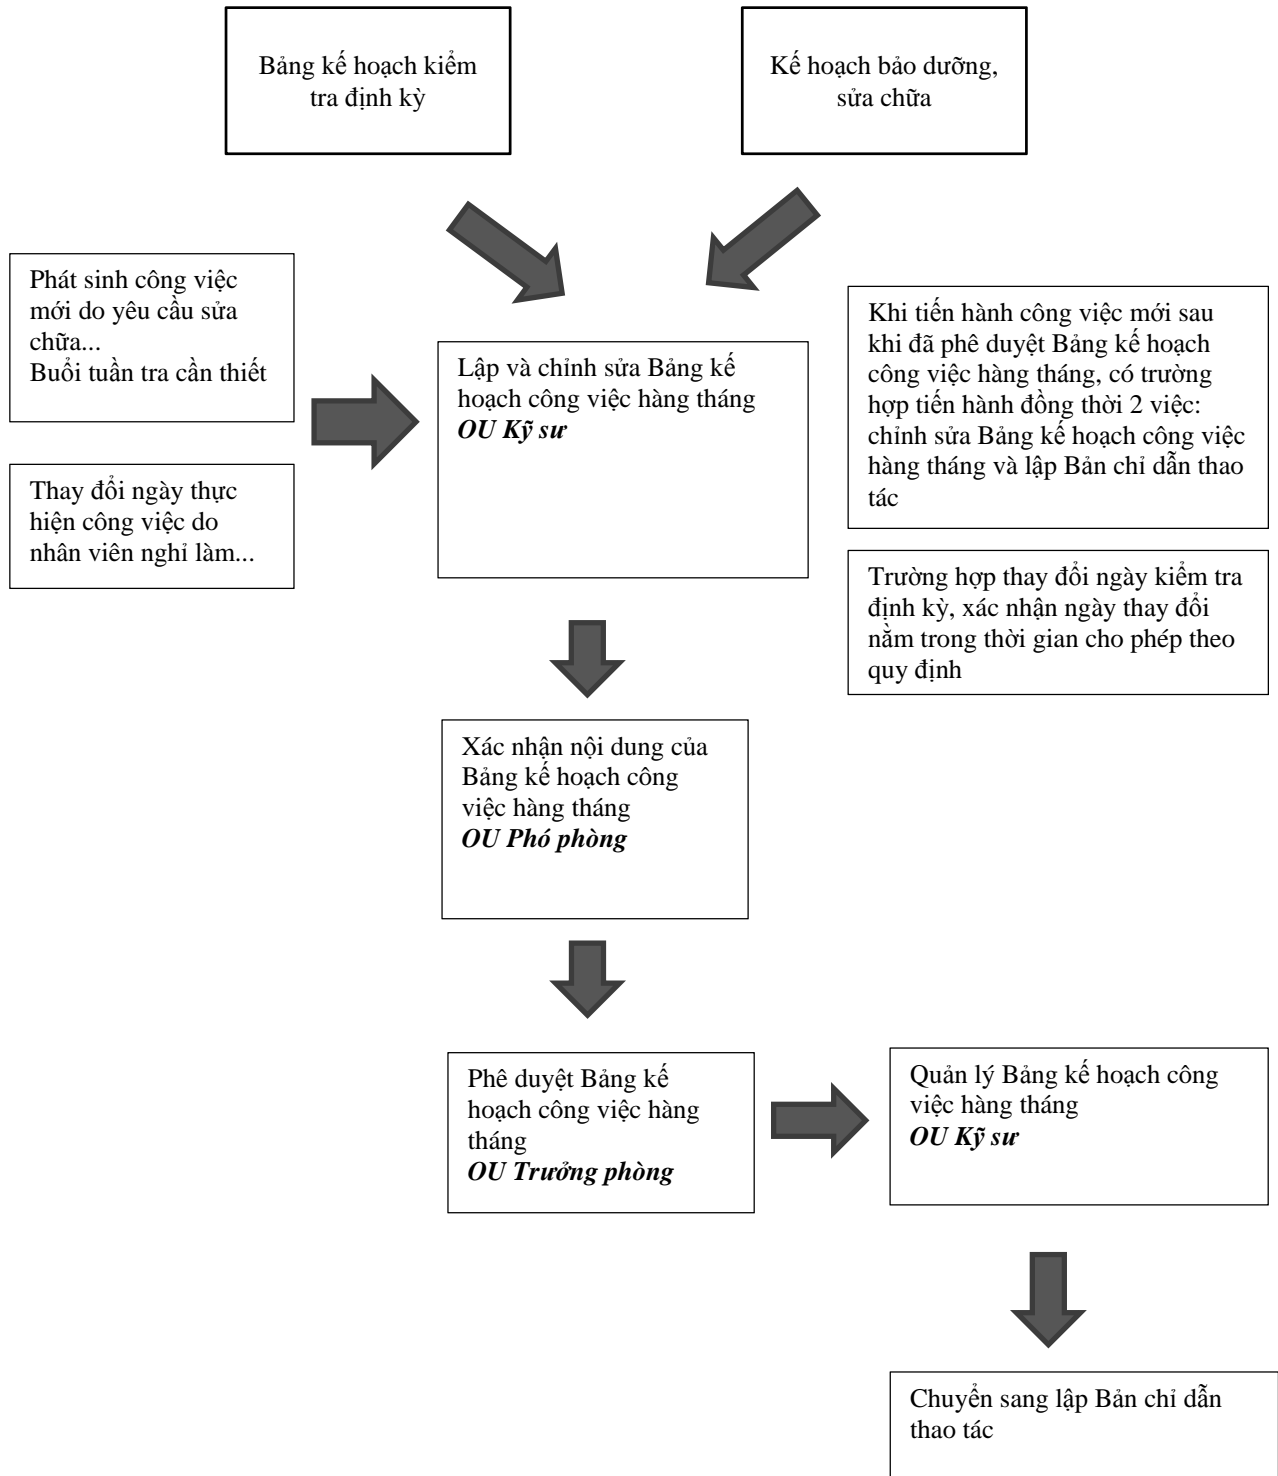 Bảng kế hoạch kiểm
tra định kỳ
Kế hoạch bảo dưỡng,
sửa chữa
Phát sinh công việc
mới do yêu cầu sửa
chữa...
Buổi tuần tra cần thiết
Thay đổi ngày thực
hiện công việc do
nhân viên nghỉ làm...
Lập và chỉnh sửa Bảng kế
hoạch công việc hàng tháng
OU Kỹ sư
Khi tiến hành công việc mới sau
khi đã phê duyệt Bảng kế hoạch
công việc hàng tháng, có trường
hợp tiến hành đồng thời 2 việc:
chỉnh sửa Bảng kế hoạch công việc
hàng tháng và lập Bản chỉ dẫn thao
tác
Trường hợp thay đổi ngày kiểm tra
định kỳ, xác nhận ngày thay đổi
nằm trong thời gian cho phép theo
quy định
Xác nhận nội dung của
Bảng kế hoạch công
việc hàng tháng
OU Phó phòng
Phê duyệt Bảng kế
hoạch công việc hàng
tháng
OU Trưởng phòng
Quản lý Bảng kế hoạch công
việc hàng tháng
OU Kỹ sư
Chuyển sang lập Bản chỉ dẫn
thao tác